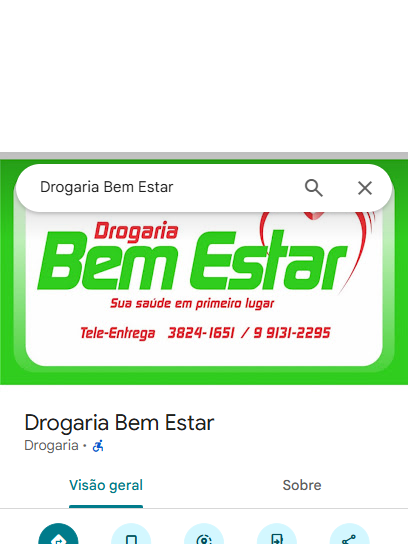 Drogaria Bem Estar
Drogaria
Bem Estar
Sua saúde em primeiro lugar
Tele-Entrega 3824-1651 / 9 9131-2295
Drogaria Bem Estar
Drogaria ·
Visão geral Sobre